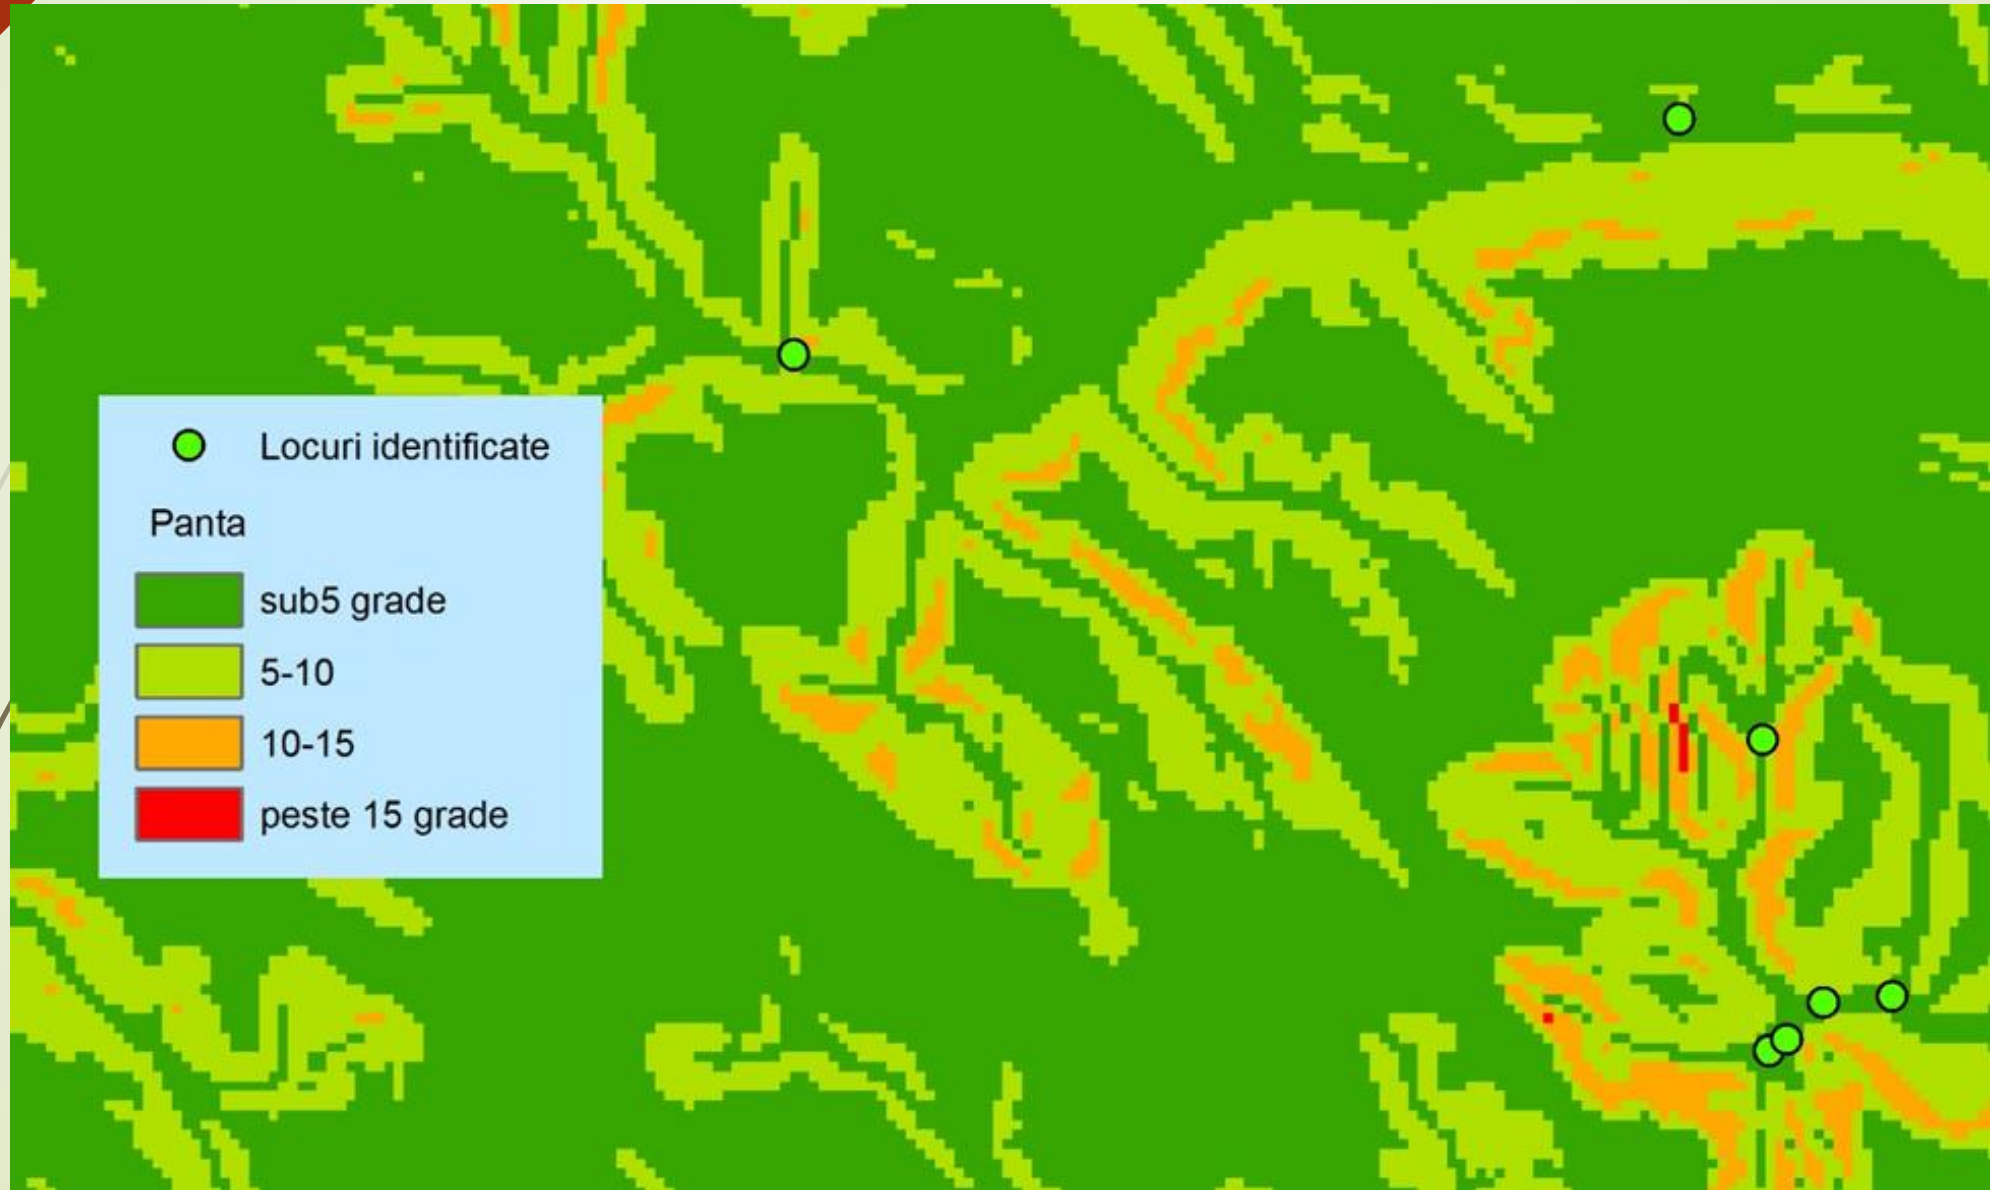 Locuri identificate
Panta
sub5 grade
5-10
10-15
peste 15 grade